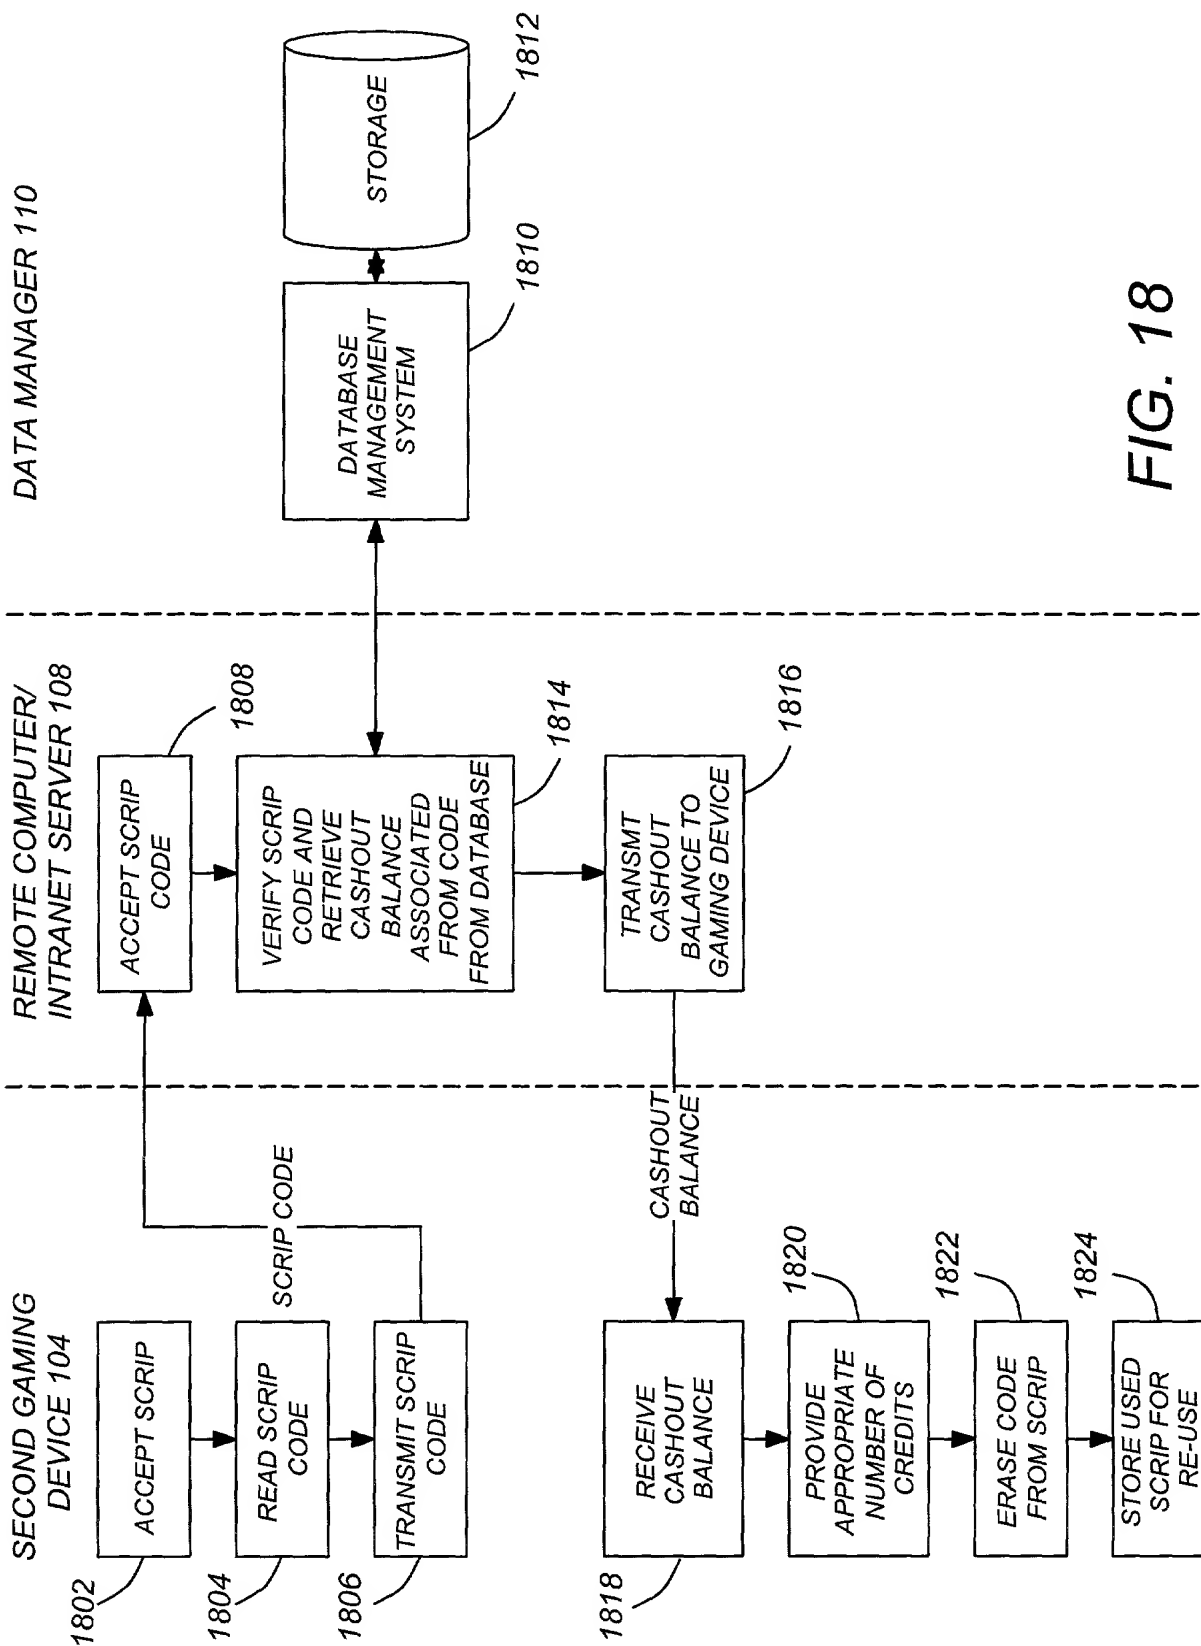 SECOND GAMING
DEVICE 104
REMOTE COMPUTER/
INTRANET SERVER 108
DATA MANAGER 110
1802
ACCEPT SCRIP
1804
READ SCRIP
CODE
1806
TRANSMIT SCRIP
CODE
SCRIP CODE
ACCEPT SCRIP
CODE
1808
VERIFY SCRIP
CODE AND
RETRIEVE
CASHOUT
BALANCE
ASSOCIATED
FROM CODE
FROM DATABASE
1814
DATABASE
MANAGEMENT
SYSTEM
1810
STORAGE
1812
TRANSMT
CASHOUT
BALANCE TO
GAMING DEVICE
1816
CASHOUT
BALANCE
RECEIVE
CASHOUT
BALANCE
1818
PROVIDE
APPROPRIATE
NUMBER OF
CREDITS
1820
ERASE CODE
FROM SCRIP
1822
STORE USED
SCRIP FOR
RE-USE
1824
FIG. 18